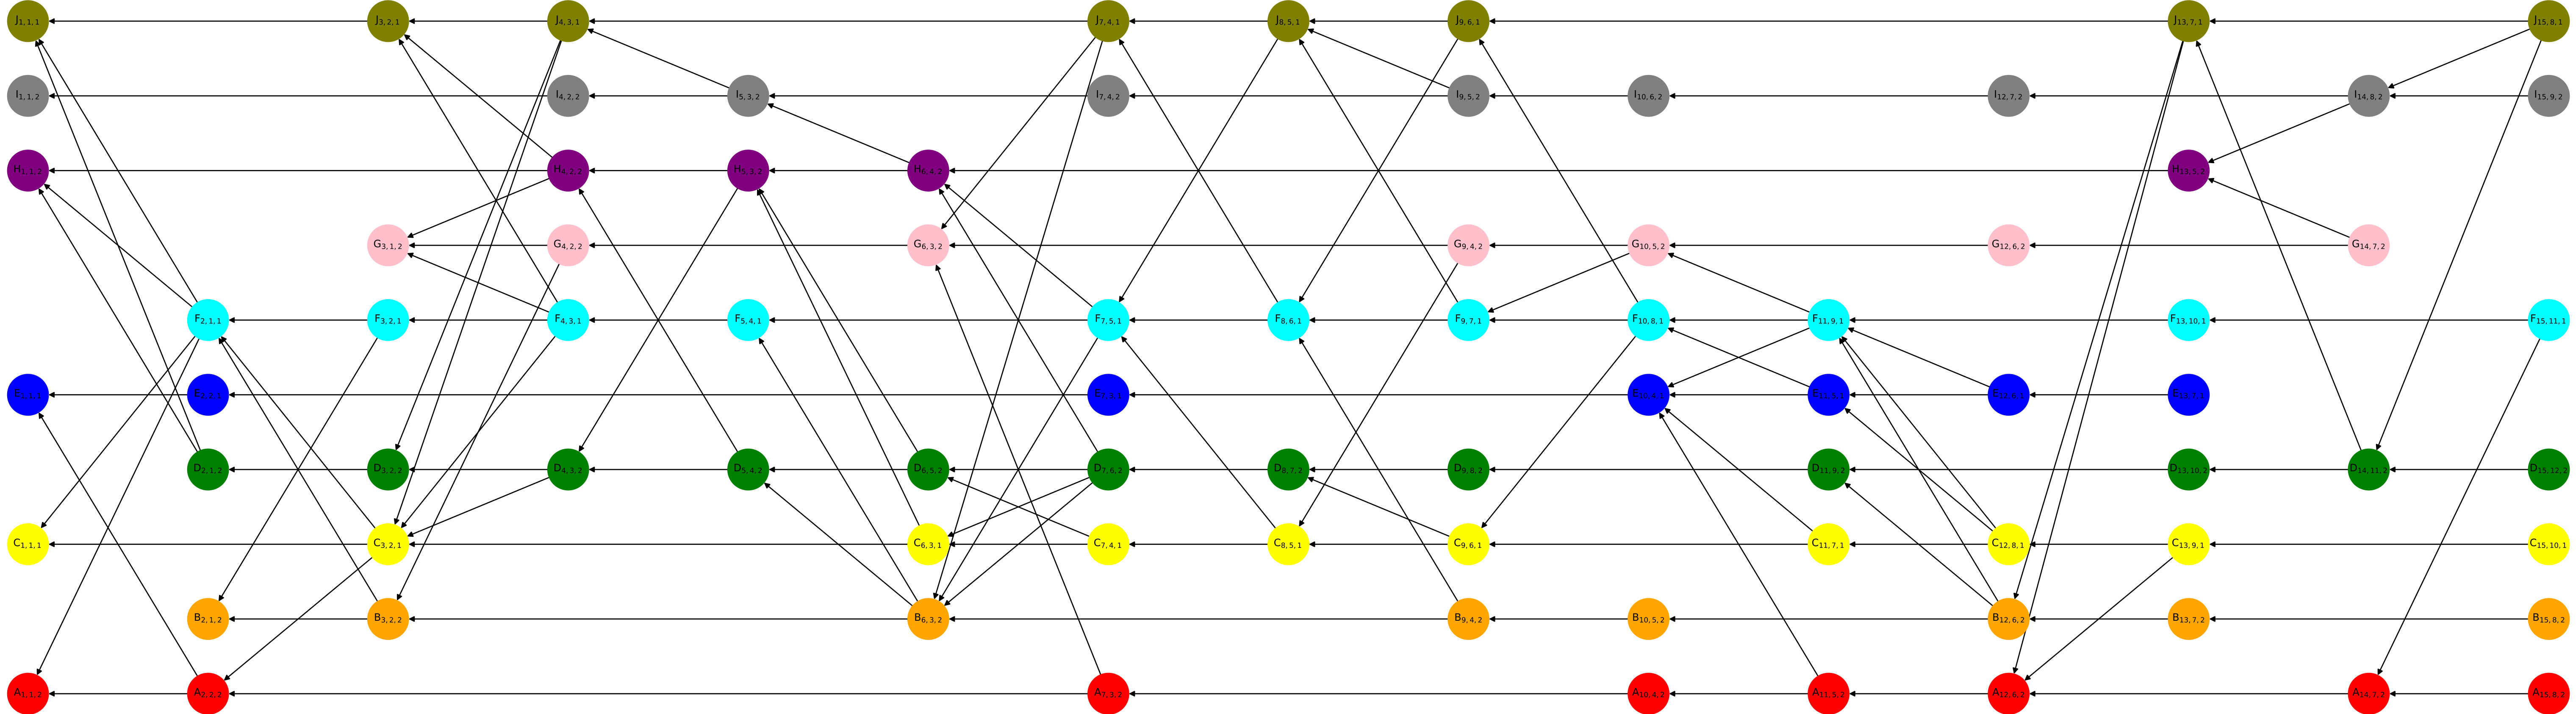 J1,1,1 J3,2,1 J4,3,1 J7,4,1 J8,5,1 J9,6,1 J13,7,1 J15,8,1
I1,1,2 I4,2,2 I5,3,2 I7,4,2 I9,5,2 I10,6,2 I12,7,2 I14,8,2 I15,9,2
H1,1,2 H4,2,2 H5,3,2 H6,4,2 H13,5,2
G3,1,2 G4,2,2 G6,3,2 G9,4,2 G10,5,2 G12,6,2 G14,7,2
F2,1,1 F3,2,1 F4,3,1 F5,4,1 F7,5,1 F8,6,1 F9,7,1 F10,8,1 F11,9,1 F13,10,1 F15,11,1
D2,1,2 D3,2,2 D4,3,2 D5,4,2 D6,5,2 D7,6,2 D8,7,2 D9,8,2 D11,9,2 D13,10,2 D14,11,2 D15,12,2
C1,1,1 C3,2,1 C6,3,1 C7,4,1 C8,5,1 C9,6,1 C11,7,1 C12,8,1 C13,9,1 C15,10,1
B2,1,2 B3,2,2 B6,3,2 B9,4,2 B10,5,2 B12,6,2 B13,7,2 B15,8,2
A1,1,2 A2,2,2 A7,3,2 A10,4,2 A11,5,2 A12,6,2 A14,7,2 A15,8,2